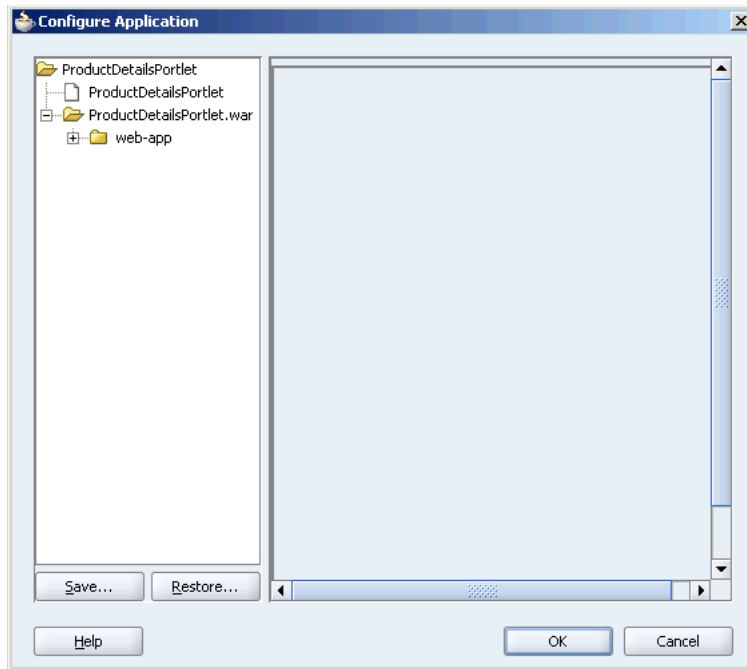 Configure Application
ProductDetailsPortlet
ProductDetailsPortlet
ProductDetailsPortlet.war
web-app
Save... Restore...
Help OK Cancel